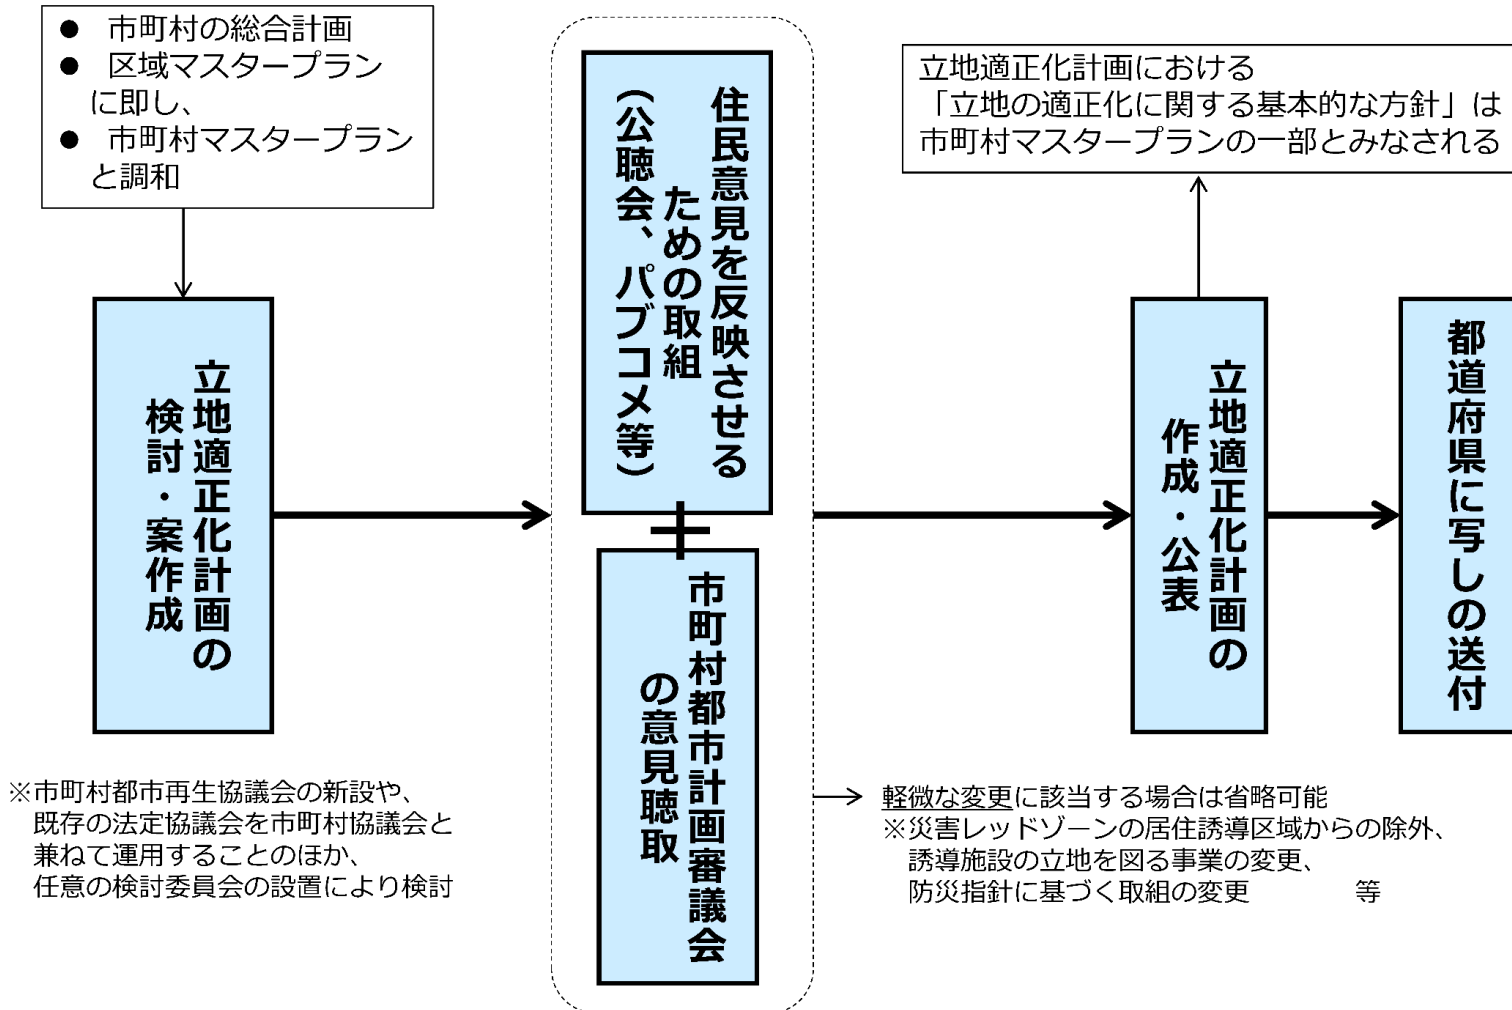 ● 市町村の総合計画
● 区域マスタープラン
に即し、
● 市町村マスタープラン
と調和
立地適正化計画の
検討・案作成
※市町村都市再生協議会の新設や、
既存の法定協議会を市町村協議会と
兼ねて運用することのほか、
任意の検討委員会の設置により検討
住民意見を反映させる
ための取組
(公聴会、パブコメ等)
＋
市町村都市計画審議会
の意見聴取
立地適正化計画における
「立地の適正化に関する基本的な方針」は
市町村マスタープランの一部とみなされる
立地適正化計画の
作成・公表
都道府県に写しの送付
軽微な変更に該当する場合は省略可能
※災害レッドゾーンの居住誘導区域からの除外、
誘導施設の立地を図る事業の変更、
防災指針に基づく取組の変更 等